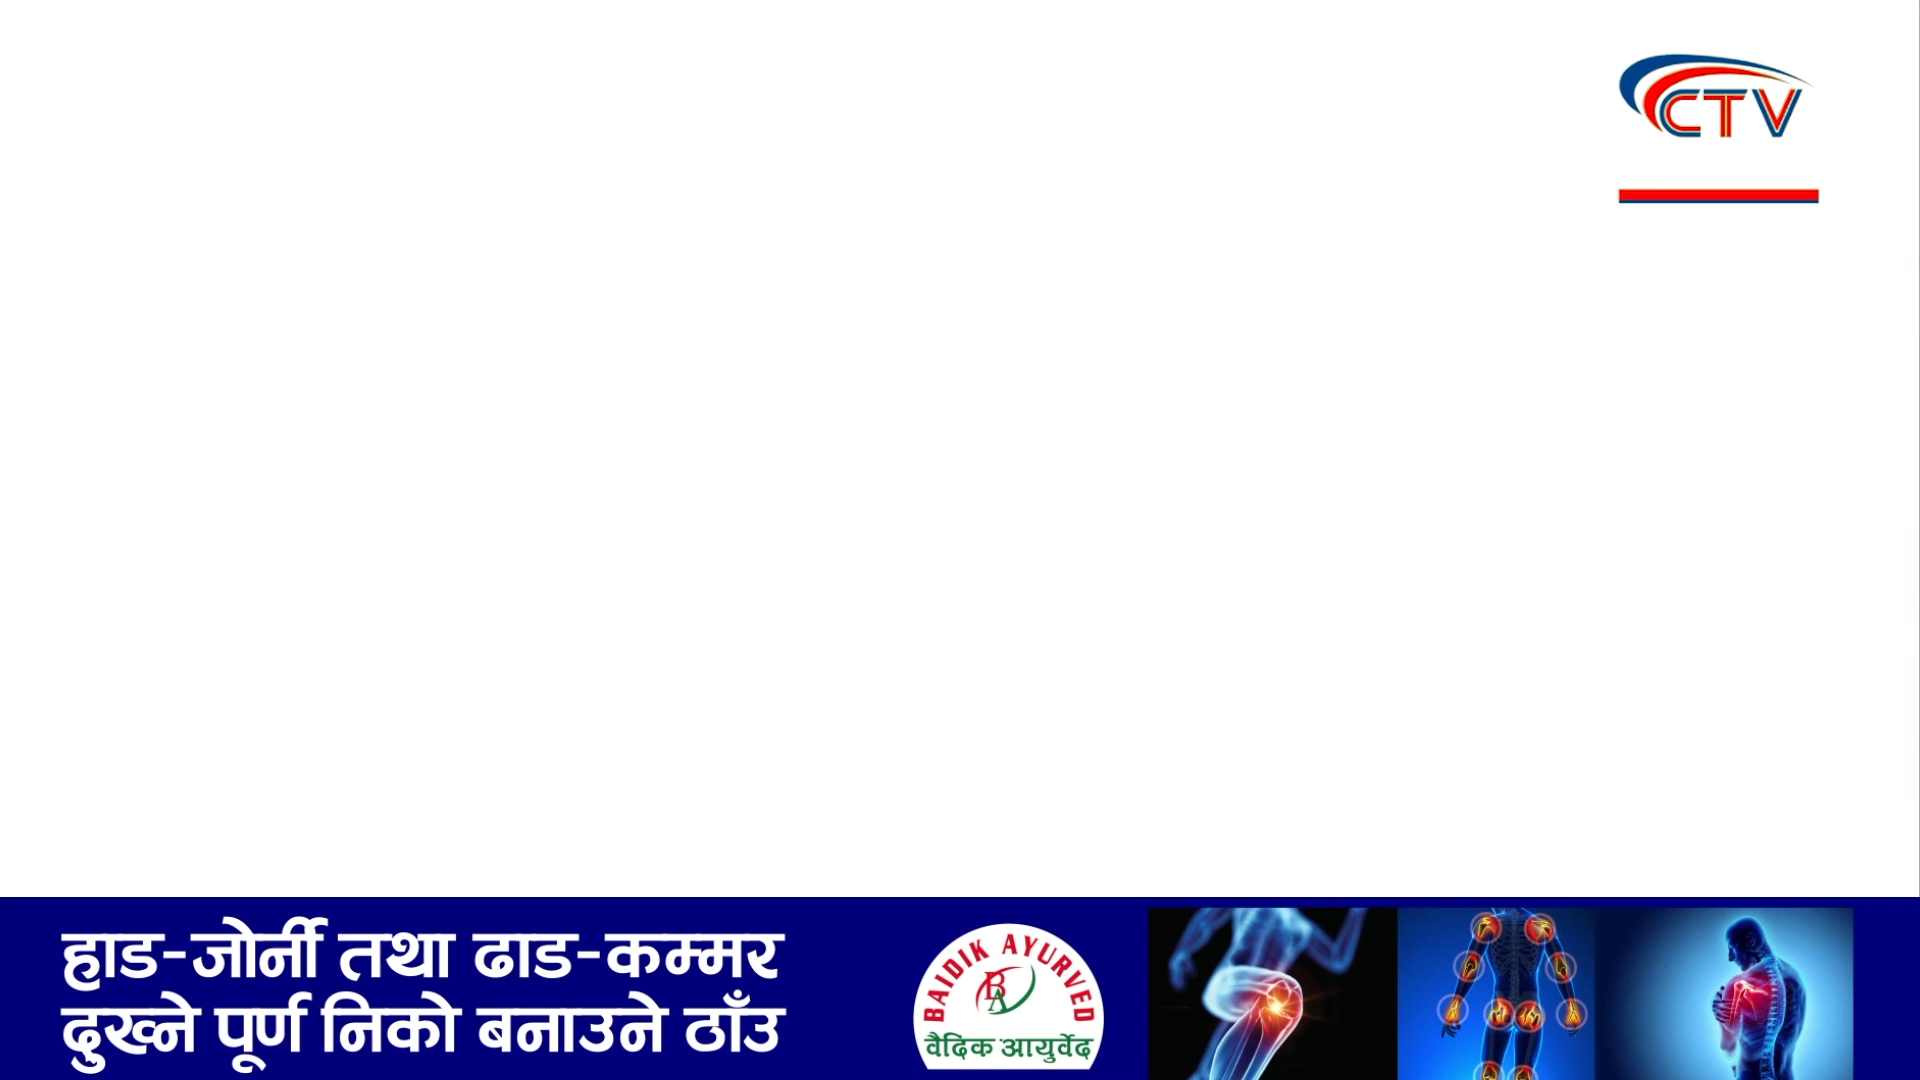 CTV
हाड-जोर्नी तथा ढाड-कम्मर
दुख्ने पूर्ण निको बनाउने ठाँउ
BAIDIK AYURVED
BA
वैदिक आयुर्वेद